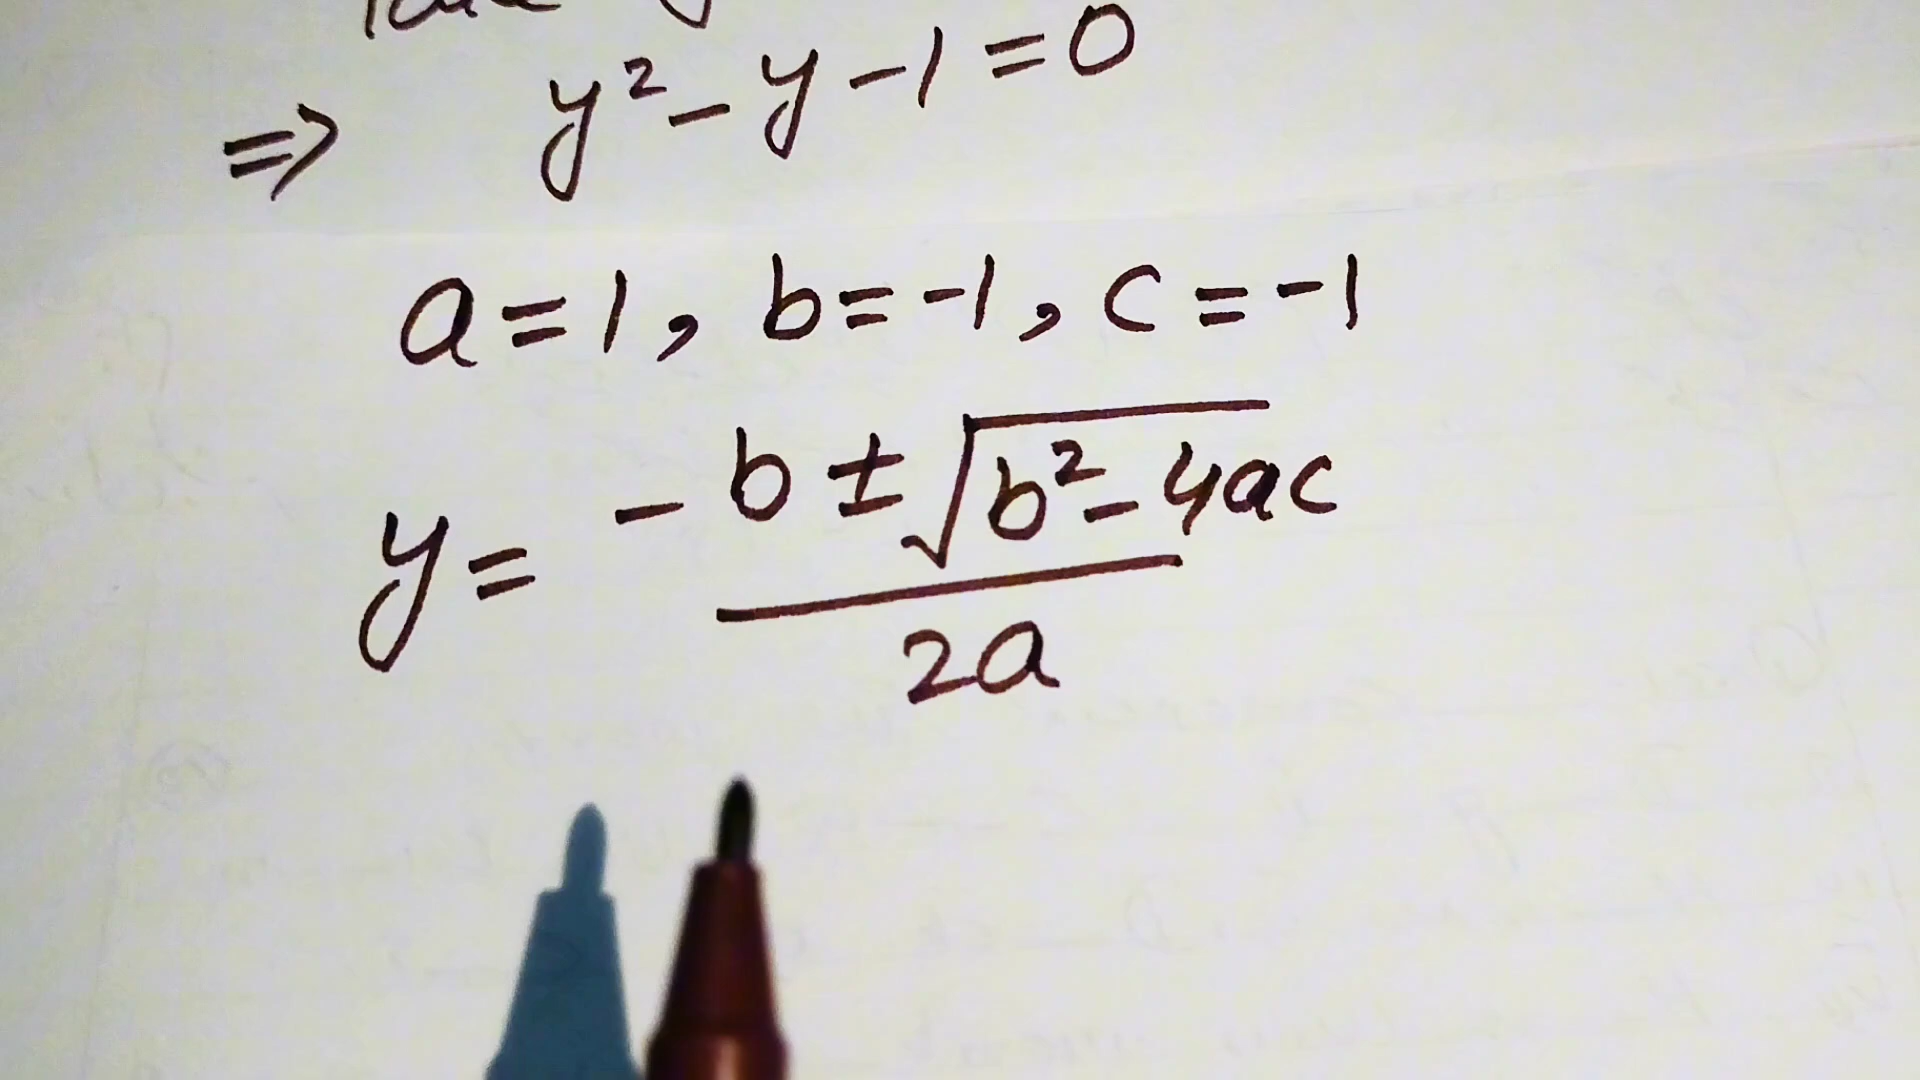 ⇒ y² - y - 1 = 0
a = 1, b = -1, c = -1
y = (-b ± √(b² - 4ac)) / 2a